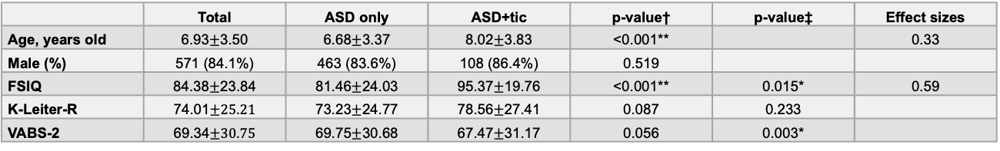 Total ASD only ASD+tic p-value† p-value‡ Effect sizes
Age, years old 6.93±3.50 6.68±3.37 8.02±3.83 <0.001** 0.33
Male (%) 571 (84.1%) 463 (83.6%) 108 (86.4%) 0.519
FSIQ 84.38±23.84 81.46±24.03 95.37±19.76 <0.001** 0.015* 0.59
K-Leiter-R 74.01±25.21 73.23±24.77 78.56±27.41 0.087 0.233
VABS-2 69.34±30.75 69.75±30.68 67.47±31.17 0.056 0.003*